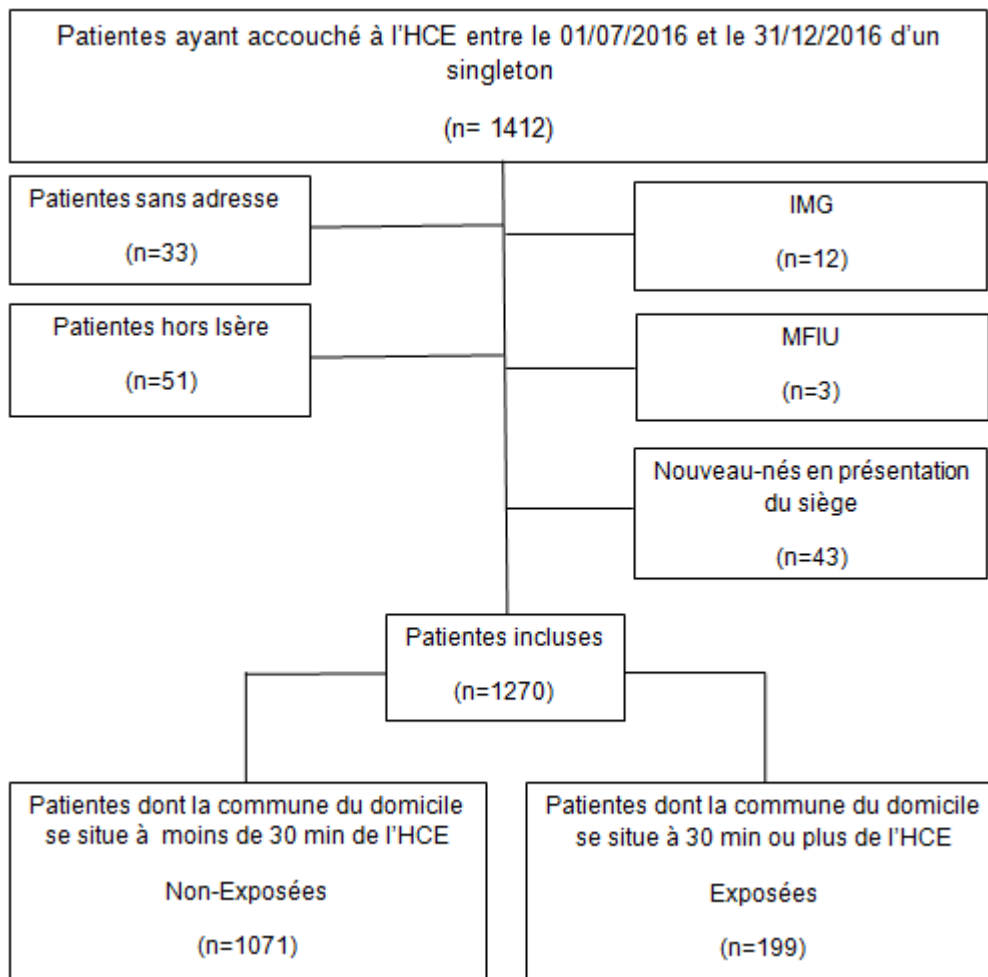 Patientes ayant accouché à l'HCE entre le 01/07/2016 et le 31/12/2016 d'un
singleton
(n= 1412)
Patientes sans adresse
(n=33)
IMG
(n=12)
Patientes hors Isère
(n=51)
MFIU
(n=3)
Nouveau-nés en présentation
du siège
(n=43)
Patientes incluses
(n=1270)
Patientes dont la commune du domicile
se situe à moins de 30 min de l'HCE
Non-Exposées
(n=1071)
Patientes dont la commune du domicile
se situe à 30 min ou plus de l'HCE
Exposées
(n=199)